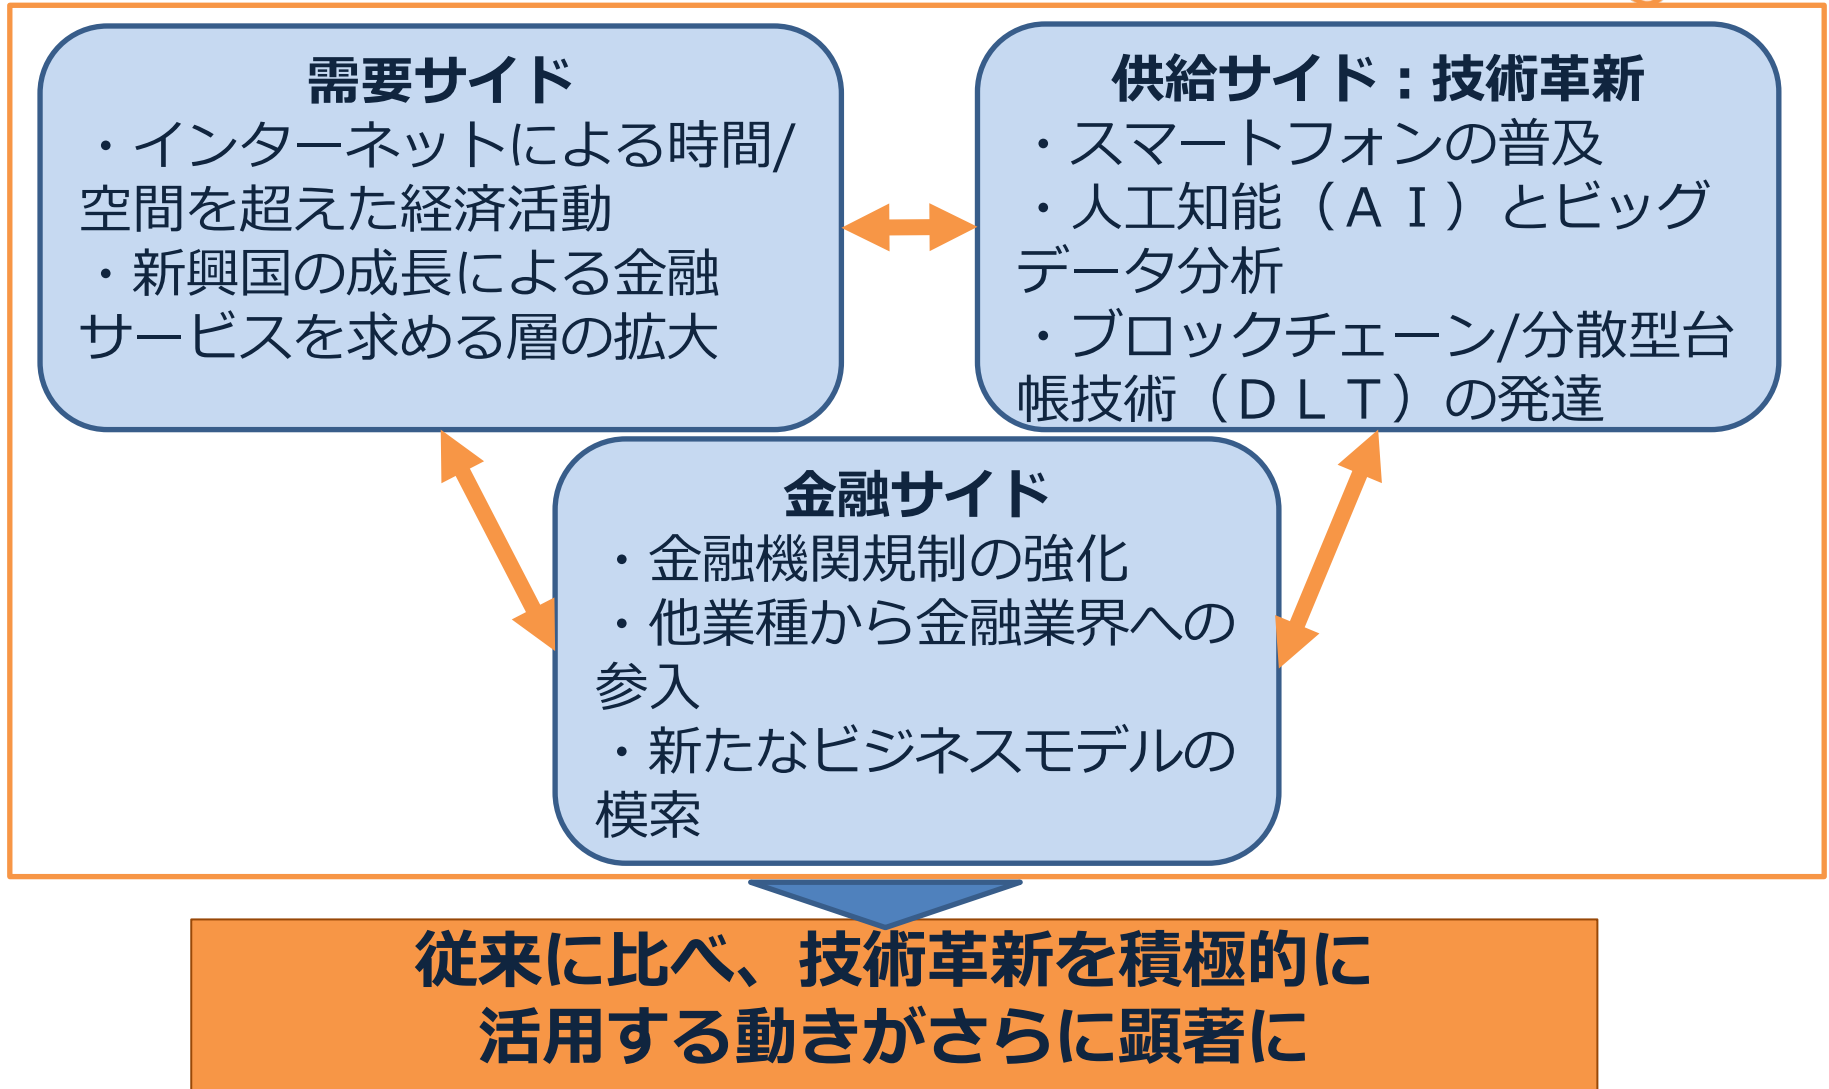 需要サイド
・インターネットによる時間/
空間を超えた経済活動
・新興国の成長による金融
サービスを求める層の拡大
供給サイド：技術革新
・スマートフォンの普及
・人工知能（ＡＩ）とビッグ
データ分析
・ブロックチェーン/分散型台
帳技術（ＤＬＴ）の発達
金融サイド
・金融機関規制の強化
・他業種から金融業界への
参入
・新たなビジネスモデルの
模索
従来に比べ、技術革新を積極的に
活用する動きがさらに顕著に